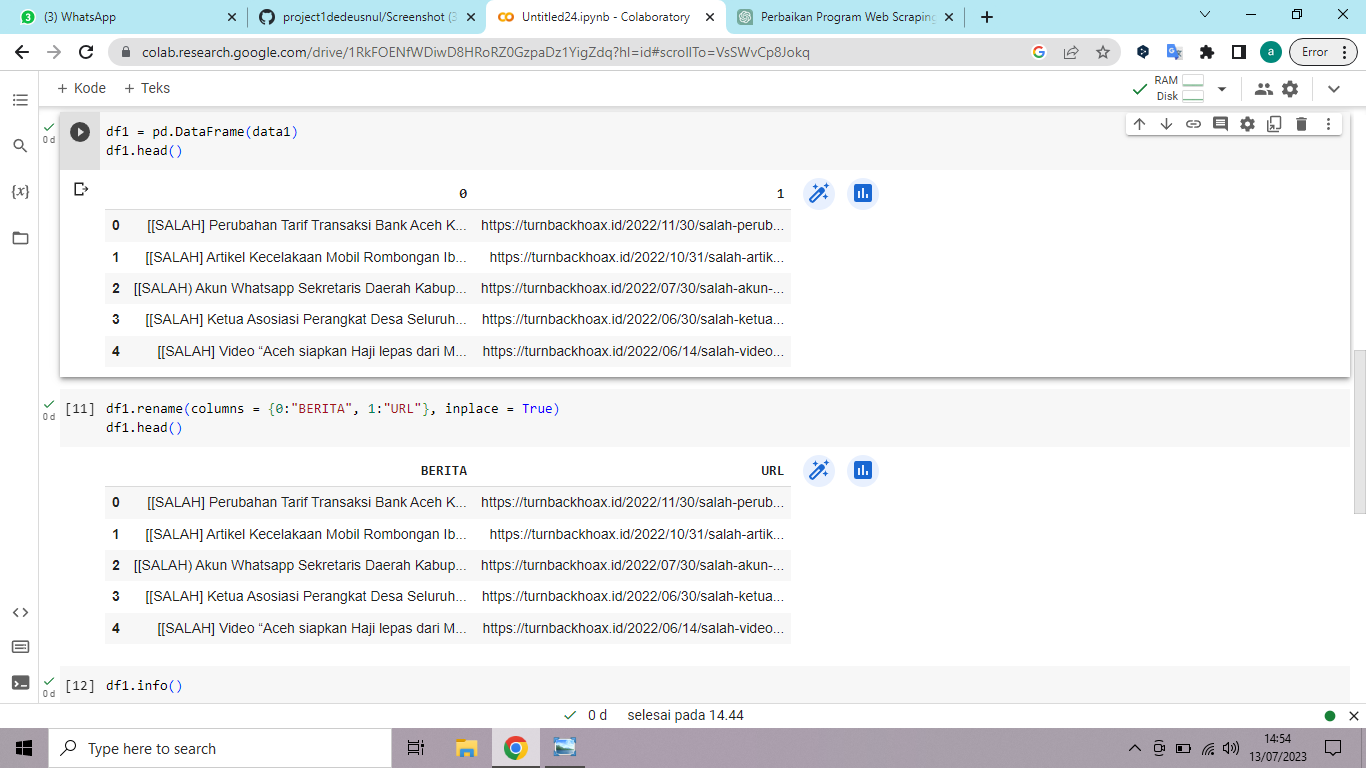 (3) WhatsApp
project1dedeusnul/Screenshot (3
Untitled24.ipynb - Colaboratory
Perbaikan Program Web Scraping
colab.research.google.com/drive/1RkFOENfWDiwD8HRoRZ0GzpaDz1YigZdq?hl=id#scrollTo=VsSWvCp8Jokq
a
Error
+ Kode + Teks
RAM
Disk
0 d
df1 = pd.DataFrame(data1)
df1.head()
0 1
0 [[SALAH] Perubahan Tarif Transaksi Bank Aceh K... https://turnbackhoax.id/2022/11/30/salah-perub...
1 [[SALAH] Artikel Kecelakaan Mobil Rombongan Ib... https://turnbackhoax.id/2022/10/31/salah-artik...
2 [[SALAH) Akun Whatsapp Sekretaris Daerah Kabup... https://turnbackhoax.id/2022/07/30/salah-akun-...
3 [[SALAH] Ketua Asosiasi Perangkat Desa Seluruh... https://turnbackhoax.id/2022/06/30/salah-ketua...
4 [[SALAH] Video “Aceh siapkan Haji lepas dari M... https://turnbackhoax.id/2022/06/14/salah-video...
0 d
[11] df1.rename(columns = {0:"BERITA", 1:"URL"}, inplace = True)
df1.head()
BERITA URL
0 [[SALAH] Perubahan Tarif Transaksi Bank Aceh K... https://turnbackhoax.id/2022/11/30/salah-perub...
1 [[SALAH] Artikel Kecelakaan Mobil Rombongan Ib... https://turnbackhoax.id/2022/10/31/salah-artik...
2 [[SALAH) Akun Whatsapp Sekretaris Daerah Kabup... https://turnbackhoax.id/2022/07/30/salah-akun-...
3 [[SALAH] Ketua Asosiasi Perangkat Desa Seluruh... https://turnbackhoax.id/2022/06/30/salah-ketua...
4 [[SALAH] Video “Aceh siapkan Haji lepas dari M... https://turnbackhoax.id/2022/06/14/salah-video...
0 d
[12] df1.info()
0 d selesai pada 14.44
Type here to search
14:54
13/07/2023